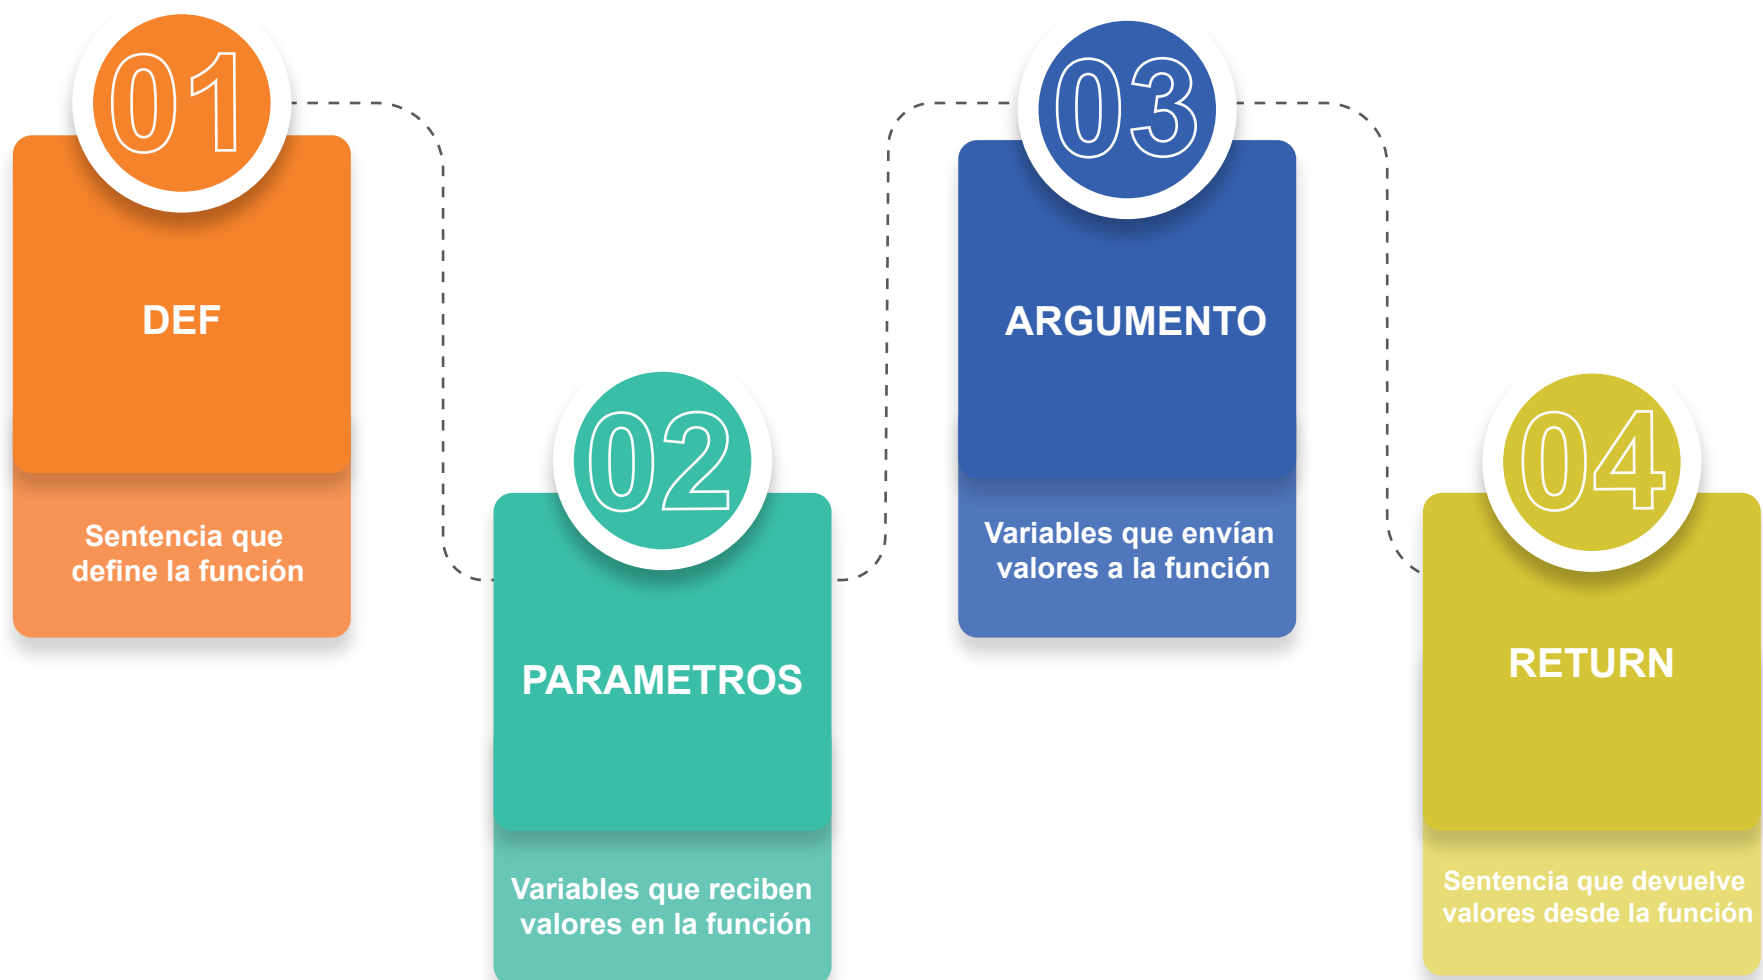 01
DEF
Sentencia que
define la función
02
PARAMETROS
Variables que reciben
valores en la función
03
ARGUMENTO
Variables que envían
valores a la función
04
RETURN
Sentencia que devuelve
valores desde la función